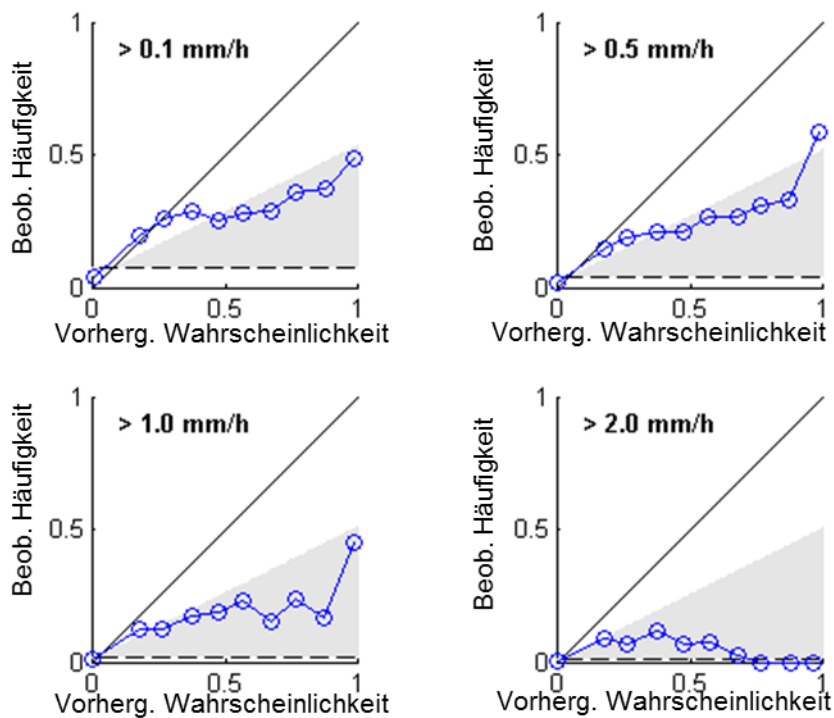 1
> 0.1 mm/h
Beob. Häufigkeit
0.5
0
0
0.5
1
Vorherg. Wahrscheinlichkeit
1
> 0.5 mm/h
Beob. Häufigkeit
0.5
0
0
0.5
1
Vorherg. Wahrscheinlichkeit
1
> 1.0 mm/h
Beob. Häufigkeit
0.5
0
0
0.5
1
Vorherg. Wahrscheinlichkeit
1
> 2.0 mm/h
Beob. Häufigkeit
0.5
0
0
0.5
1
Vorherg. Wahrscheinlichkeit